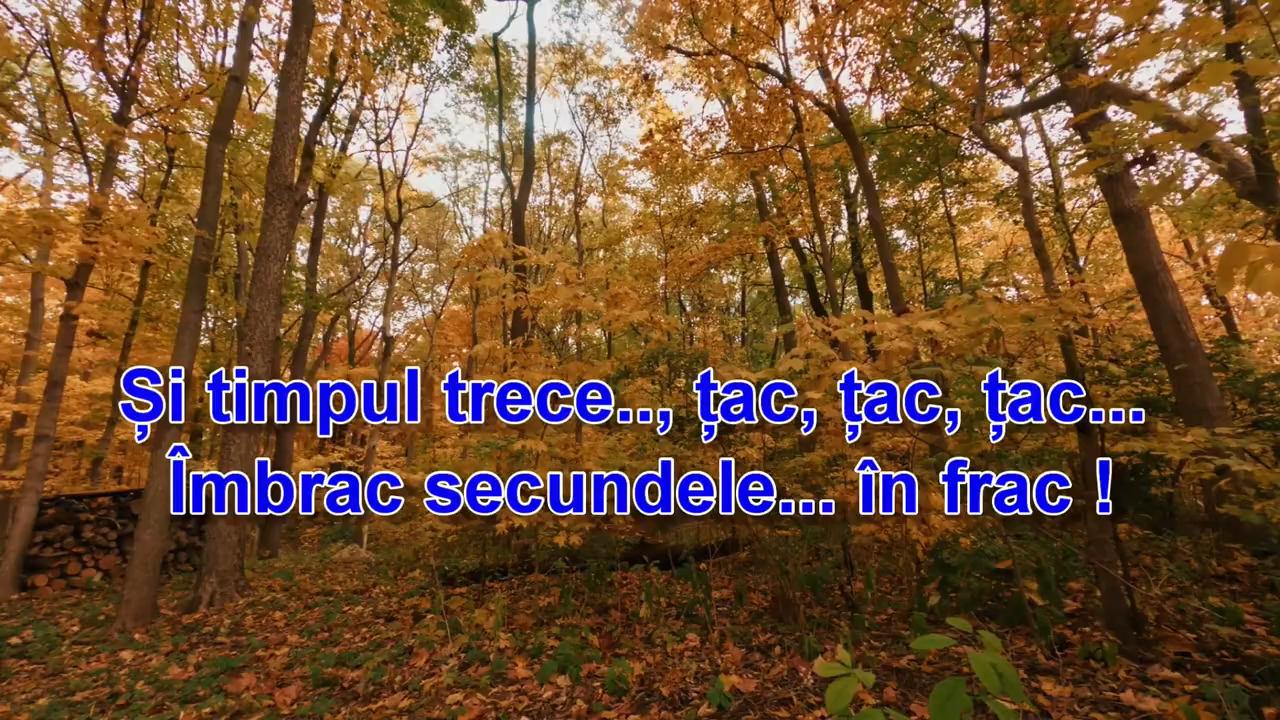 Și timpul trece.., țac, țac, țac...
Îmbrac secundele... în frac !